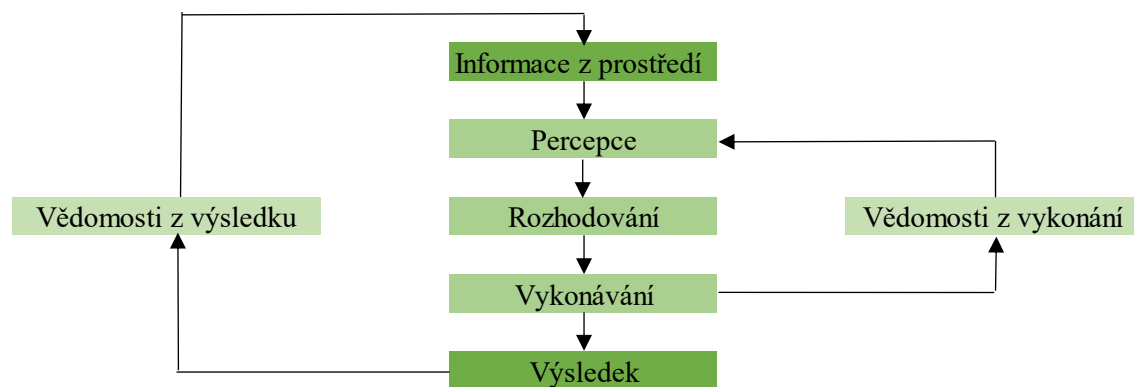 Informace z prostředí
Percepce
Vědomosti z výsledku
Rozhodování
Vědomosti z vykonání
Vykonávání
Výsledek